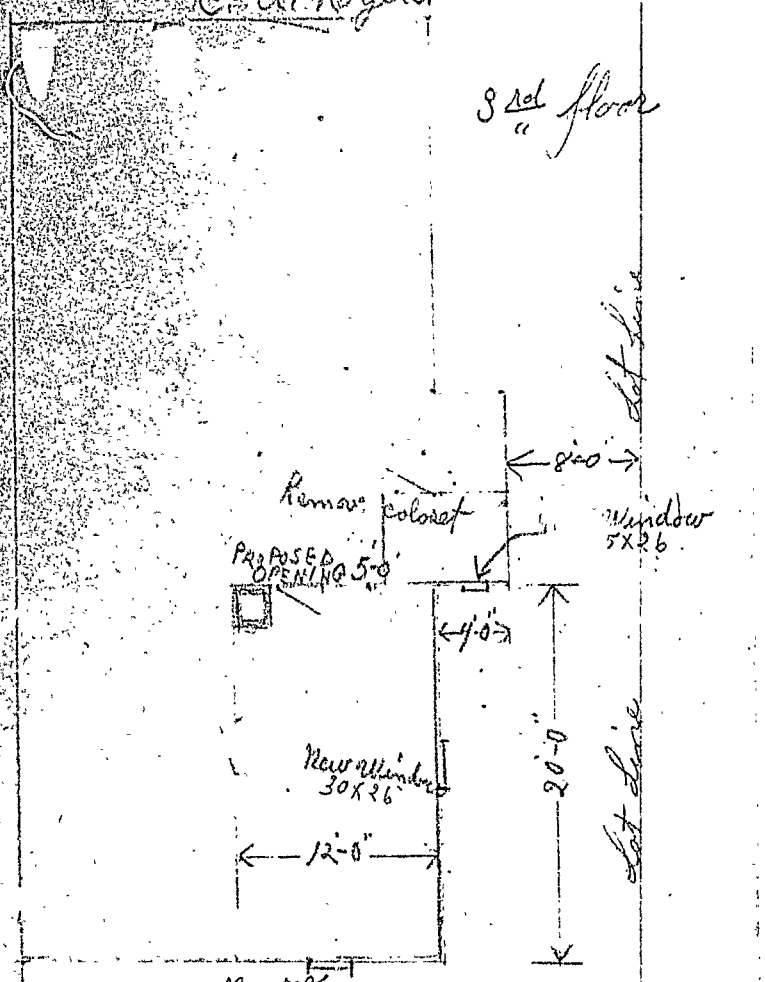 3rd floor
Lot Line
8'-0"
Remove Coloset
Window
5X26
PROPOSED
OPENING 5'-0"
4'-0"
20'-0"
New Window
30X26
Lot Line
12'-0"